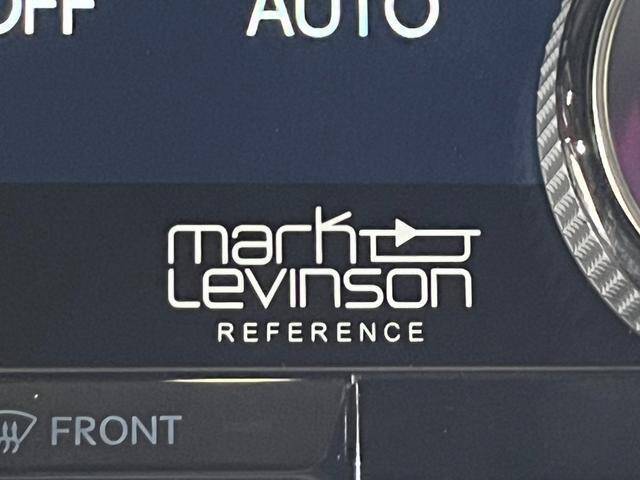 OFF AUTO
mark
Levinson
REFERENCE
FRONT